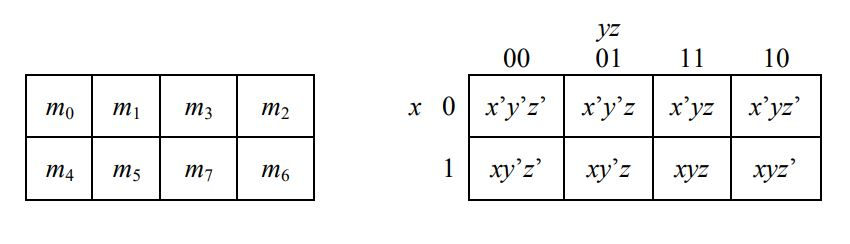 yz
00 01 11 10
m₀ m₁ m₃ m₂
x 0 x’y’z’ x’y’z x’yz x’yz’
m₄ m₅ m₇ m₆
1 xy’z’ xy’z xyz xyz’